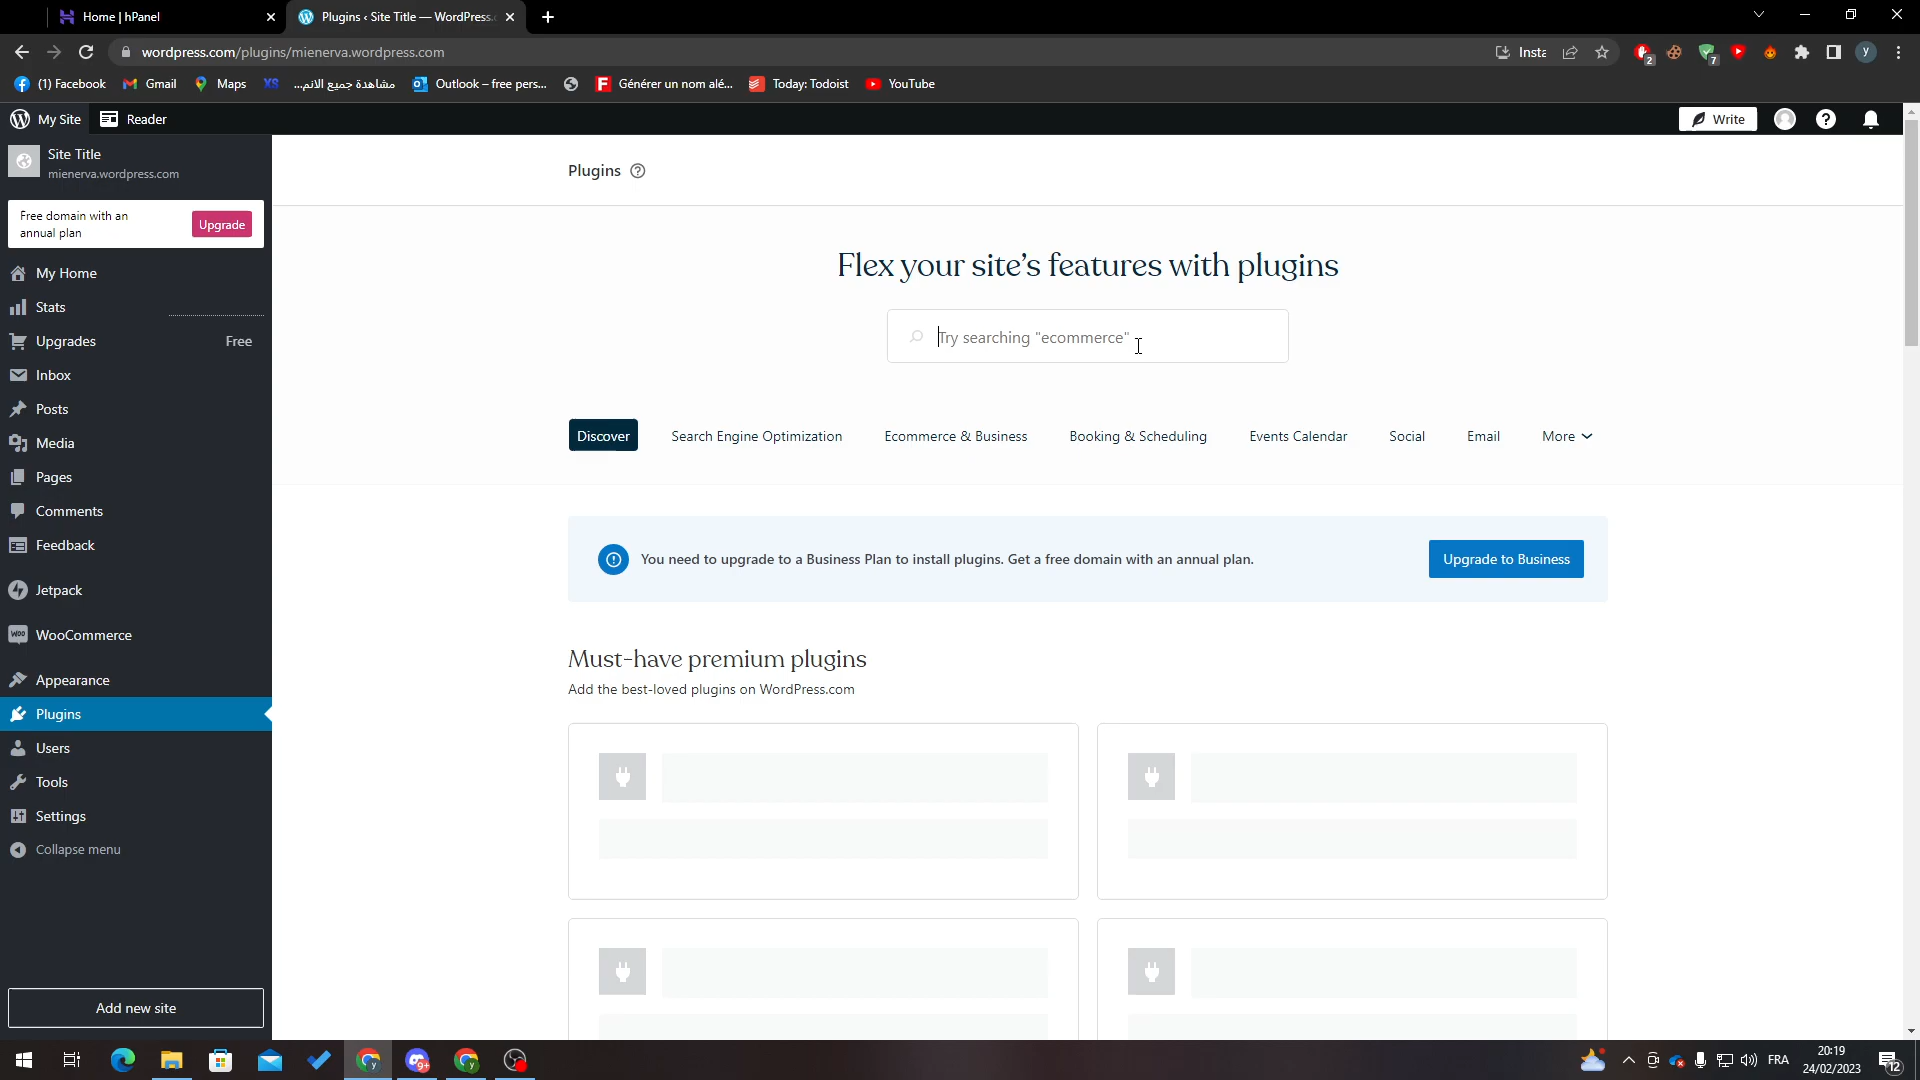 Home | hPanel
Plugins ‹ Site Title — WordPress.
wordpress.com/plugins/mienerva.wordpress.com
Insta
2
7
y
(1) Facebook
Gmail
Maps
XS
مشاهدة جميع الانم...
Outlook – free pers...
Générer un nom alé...
Today: Todoist
YouTube
My Site
Reader
Write
Site Title
mienerva.wordpress.com
Free domain with an
annual plan
Upgrade
My Home
Stats
Upgrades
Free
Inbox
Posts
Media
Pages
Comments
Feedback
Jetpack
WooCommerce
Appearance
Plugins
Users
Tools
Settings
Collapse menu
Add new site
Plugins
Flex your site's features with plugins
Try searching "ecommerce"
Discover
Search Engine Optimization
Ecommerce & Business
Booking & Scheduling
Events Calendar
Social
Email
More
You need to upgrade to a Business Plan to install plugins. Get a free domain with an annual plan.
Upgrade to Business
Must-have premium plugins
Add the best-loved plugins on WordPress.com
9+
FRA
20:19
24/02/2023
12